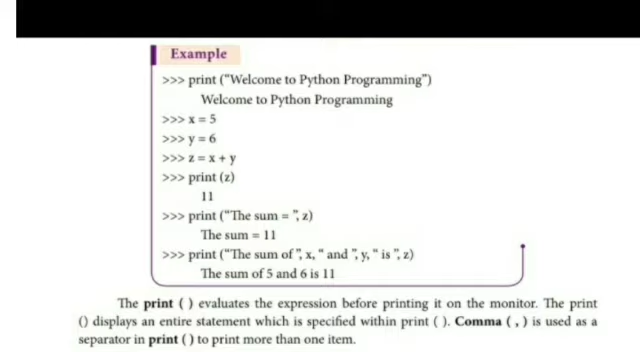 Example
>>> print (“Welcome to Python Programming”)
Welcome to Python Programming
>>> x = 5
>>> y = 6
>>> z = x + y
>>> print (z)
11
>>> print (“The sum = ”, z)
The sum = 11
>>> print (“The sum of ”, x, “ and ”, y, “ is ”, z)
The sum of 5 and 6 is 11
The print ( ) evaluates the expression before printing it on the monitor. The print
() displays an entire statement which is specified within print ( ). Comma ( , ) is used as a
separator in print ( ) to print more than one item.